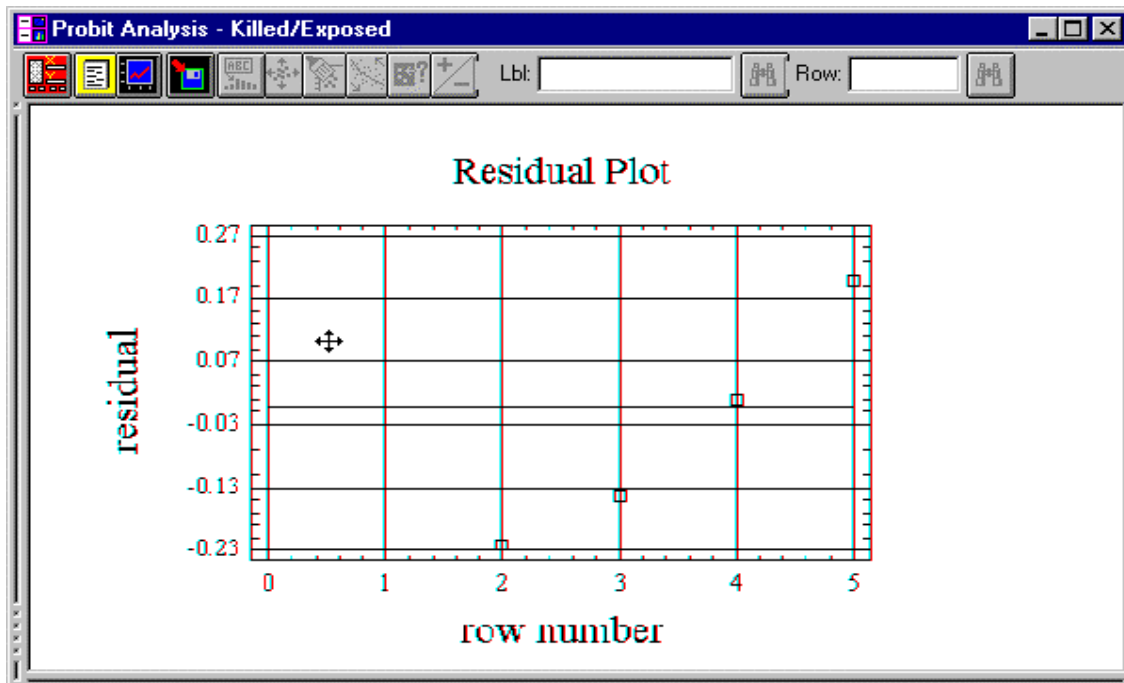 Probit Analysis - Killed/Exposed
ABC ? + - Lbl: Row:
Residual Plot
0.27
0.17
0.07
-0.03
-0.13
-0.23
residual
0 1 2 3 4 5
row number